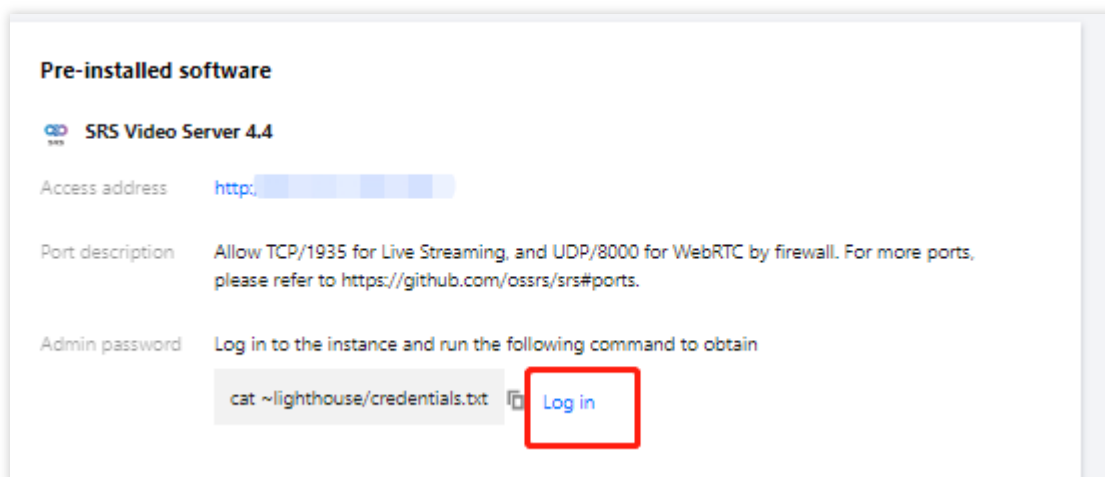 Pre-installed software
SRS Video Server 4.4
Access address http:
Port description Allow TCP/1935 for Live Streaming, and UDP/8000 for WebRTC by firewall. For more ports,
please refer to https://github.com/ossrs/srs#ports.
Admin password Log in to the instance and run the following command to obtain
cat ~lighthouse/credentials.txt Log in